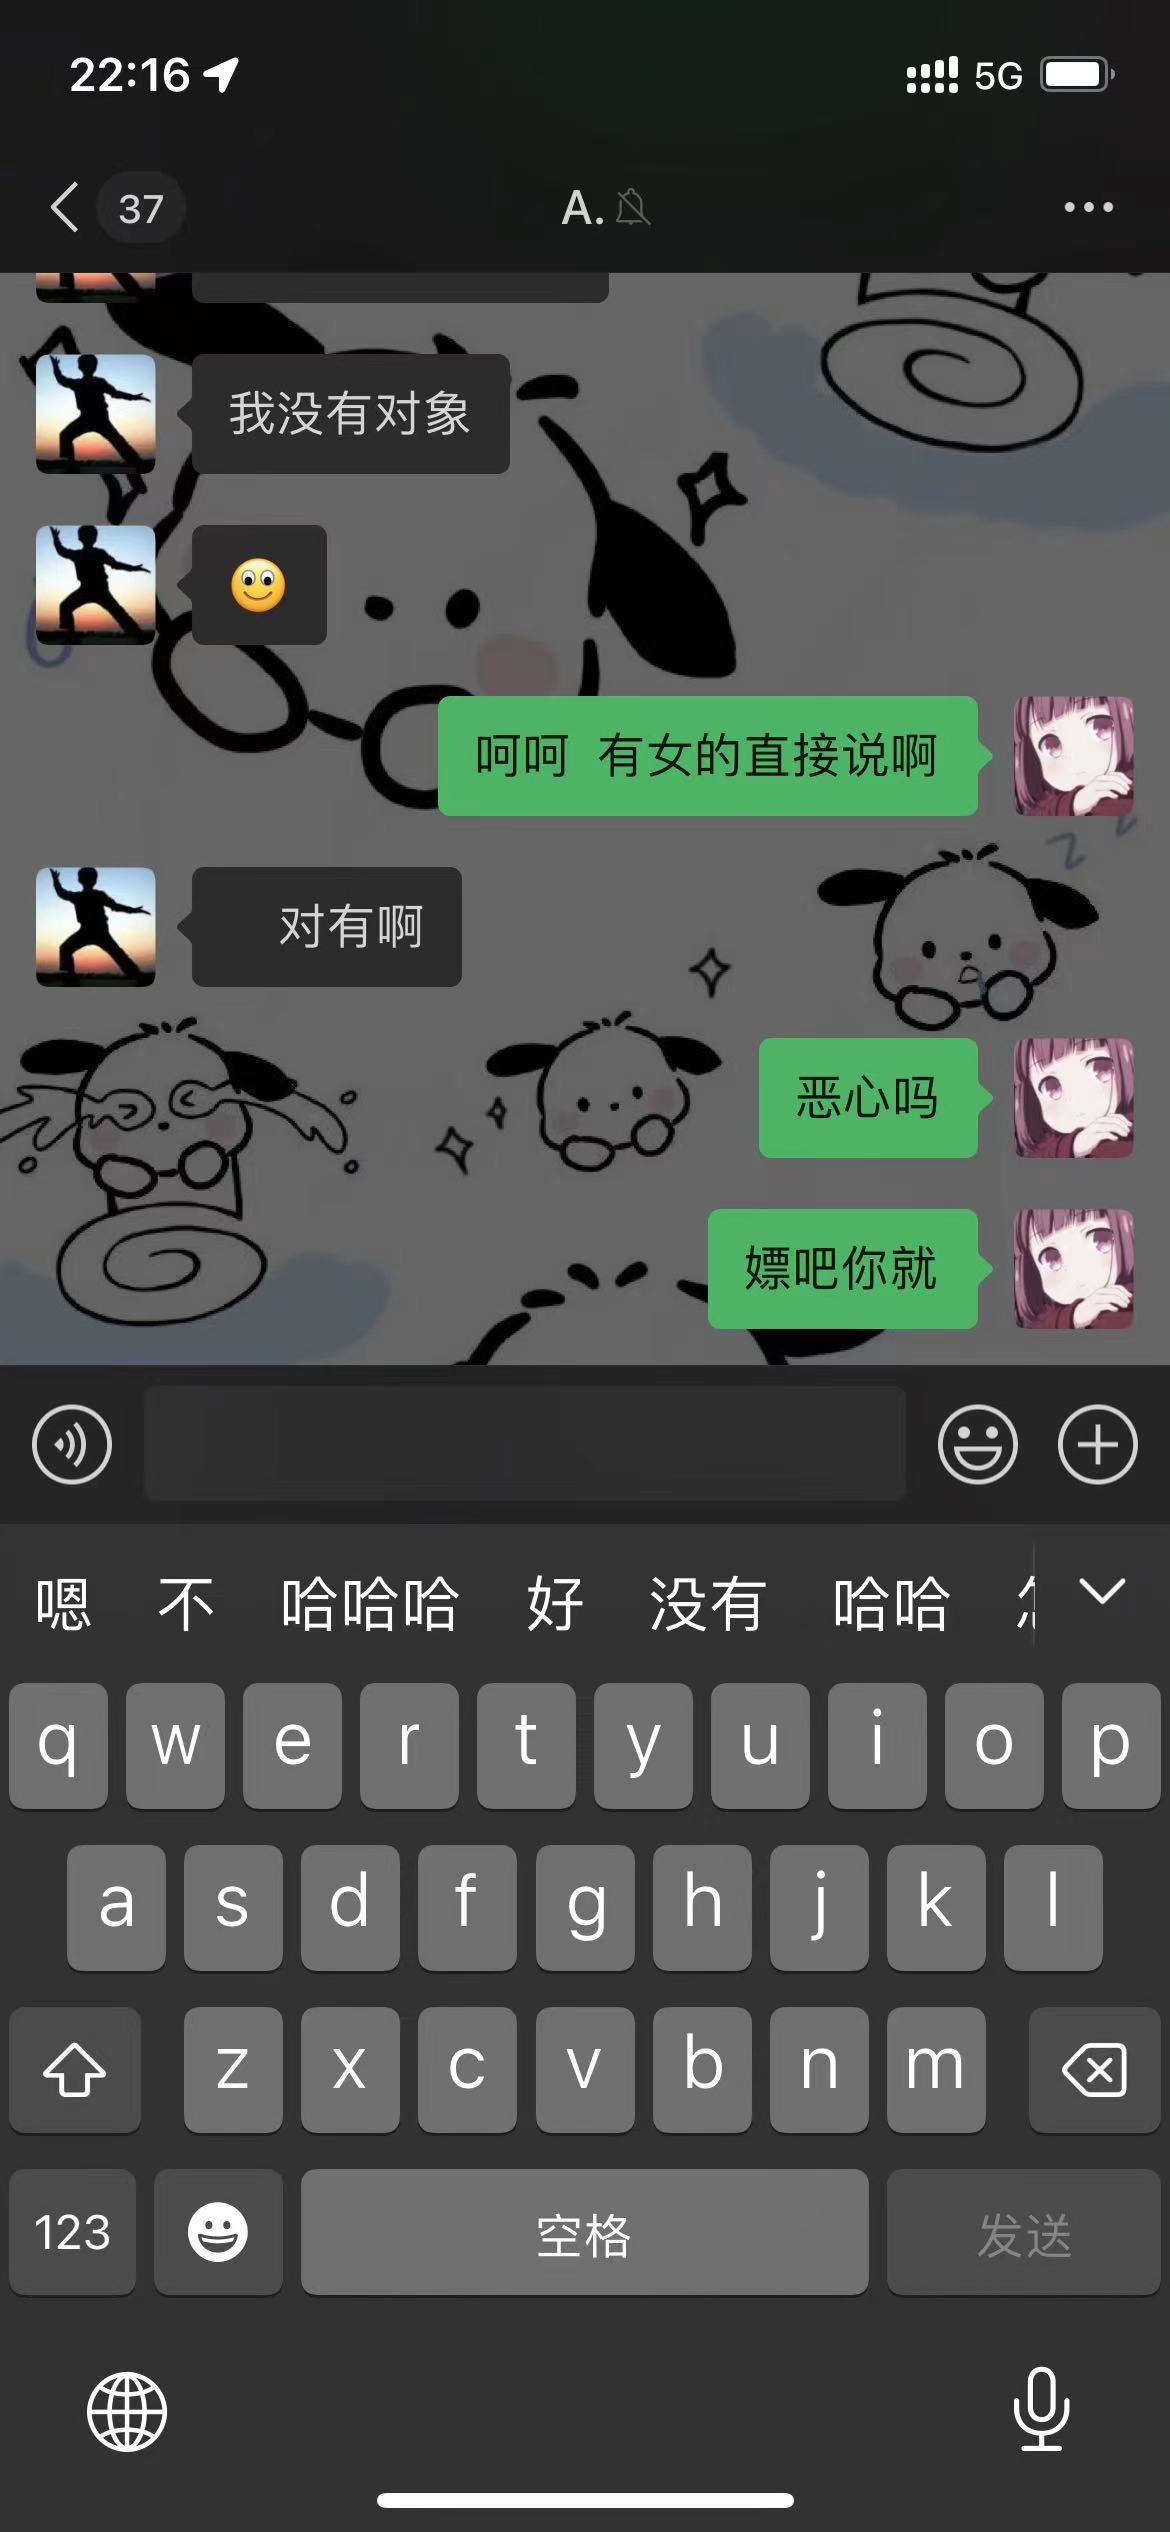 22:16
5G
37
A.
我没有对象
呵呵 有女的直接说啊
对有啊
恶心吗
嫖吧你就
嗯 不 哈哈哈 好 没有 哈哈
q w e r t y u i o p
a s d f g h j k l
z x c v b n m
123 空格 发送